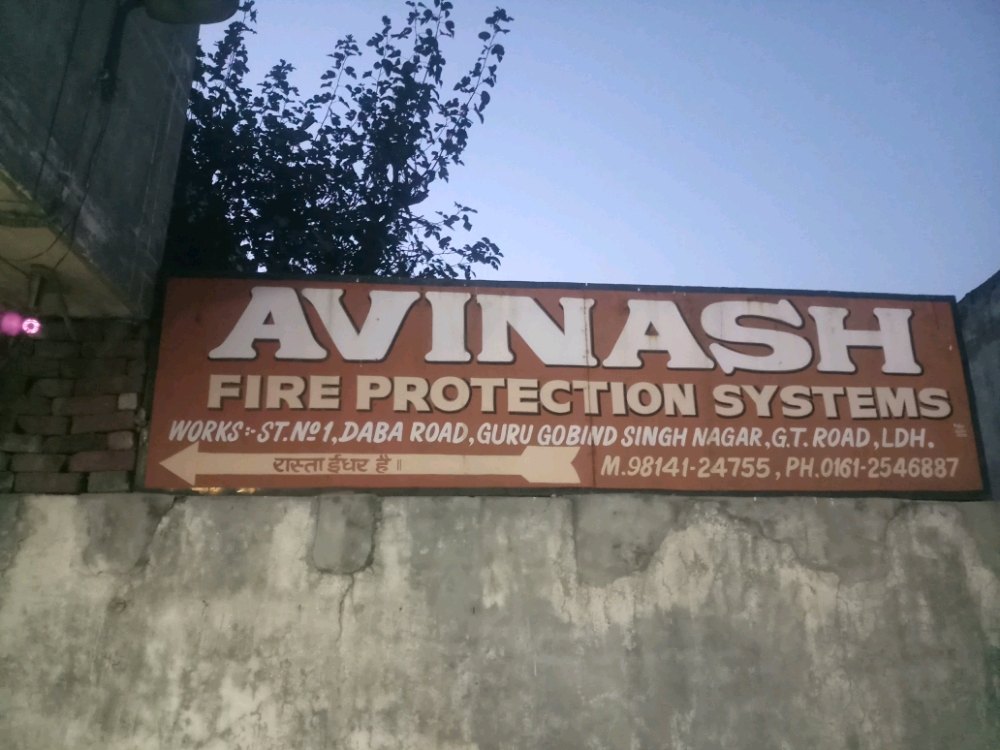 AVINASH
FIRE PROTECTION SYSTEMS
WORKS:-ST.Nº1,DABA ROAD,GURU GOBIND SINGH NAGAR,G.T. ROAD,LDH.
रास्ता ईधर है॥ M.98141-24755, PH.0161-2546887